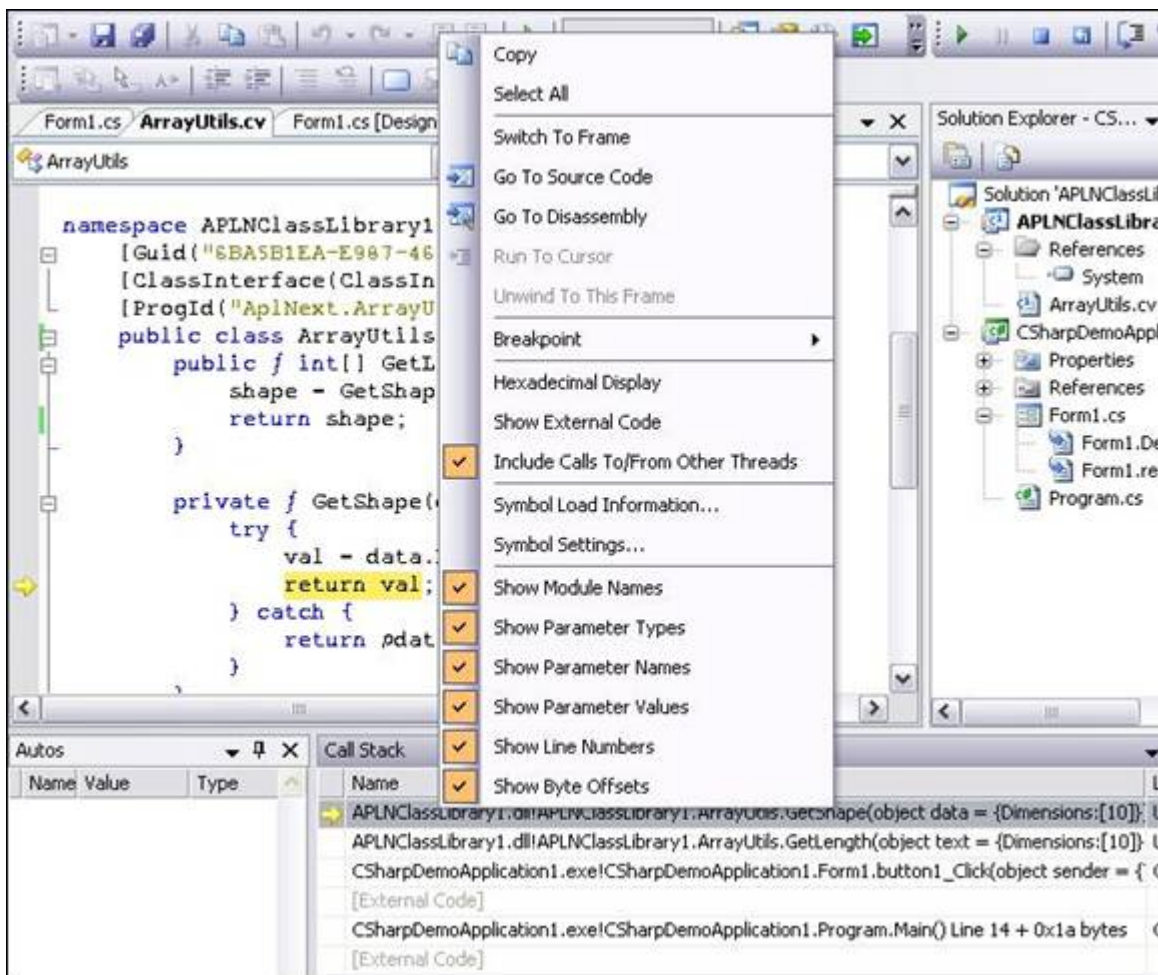 Form1.cs ArrayUtils.cv Form1.cs [Design
ArrayUtils
namespace APLNClassLibrary1
[Guid("6BA5B1EA-E987-46
[ClassInterface(ClassIn
[ProgId("AplNext.ArrayU
public class ArrayUtils
public ƒ int[] GetL
shape = GetShap
return shape;
}
private ƒ GetShape(
try {
val = data.
return val;
} catch {
return ⍴dat
}
Copy
Select All
Switch To Frame
Go To Source Code
Go To Disassembly
Run To Cursor
Unwind To This Frame
Breakpoint
Hexadecimal Display
Show External Code
Include Calls To/From Other Threads
Symbol Load Information...
Symbol Settings...
Show Module Names
Show Parameter Types
Show Parameter Names
Show Parameter Values
Show Line Numbers
Show Byte Offsets
Solution Explorer - CS...
Solution 'APLNClassLi
APLNClassLibra
References
System
ArrayUtils.cv
CSharpDemoAppl
Properties
References
Form1.cs
Form1.De
Form1.re
Program.cs
Autos
Name Value Type
Call Stack
Name
APLNClassLibrary1.dll!APLNClassLibrary1.ArrayUtils.GetShape(object data = {Dimensions:[10]}
APLNClassLibrary1.dll!APLNClassLibrary1.ArrayUtils.GetLength(object text = {Dimensions:[10]}
CSharpDemoApplication1.exe!CSharpDemoApplication1.Form1.button1_Click(object sender = {
[External Code]
CSharpDemoApplication1.exe!CSharpDemoApplication1.Program.Main() Line 14 + 0x1a bytes
[External Code]